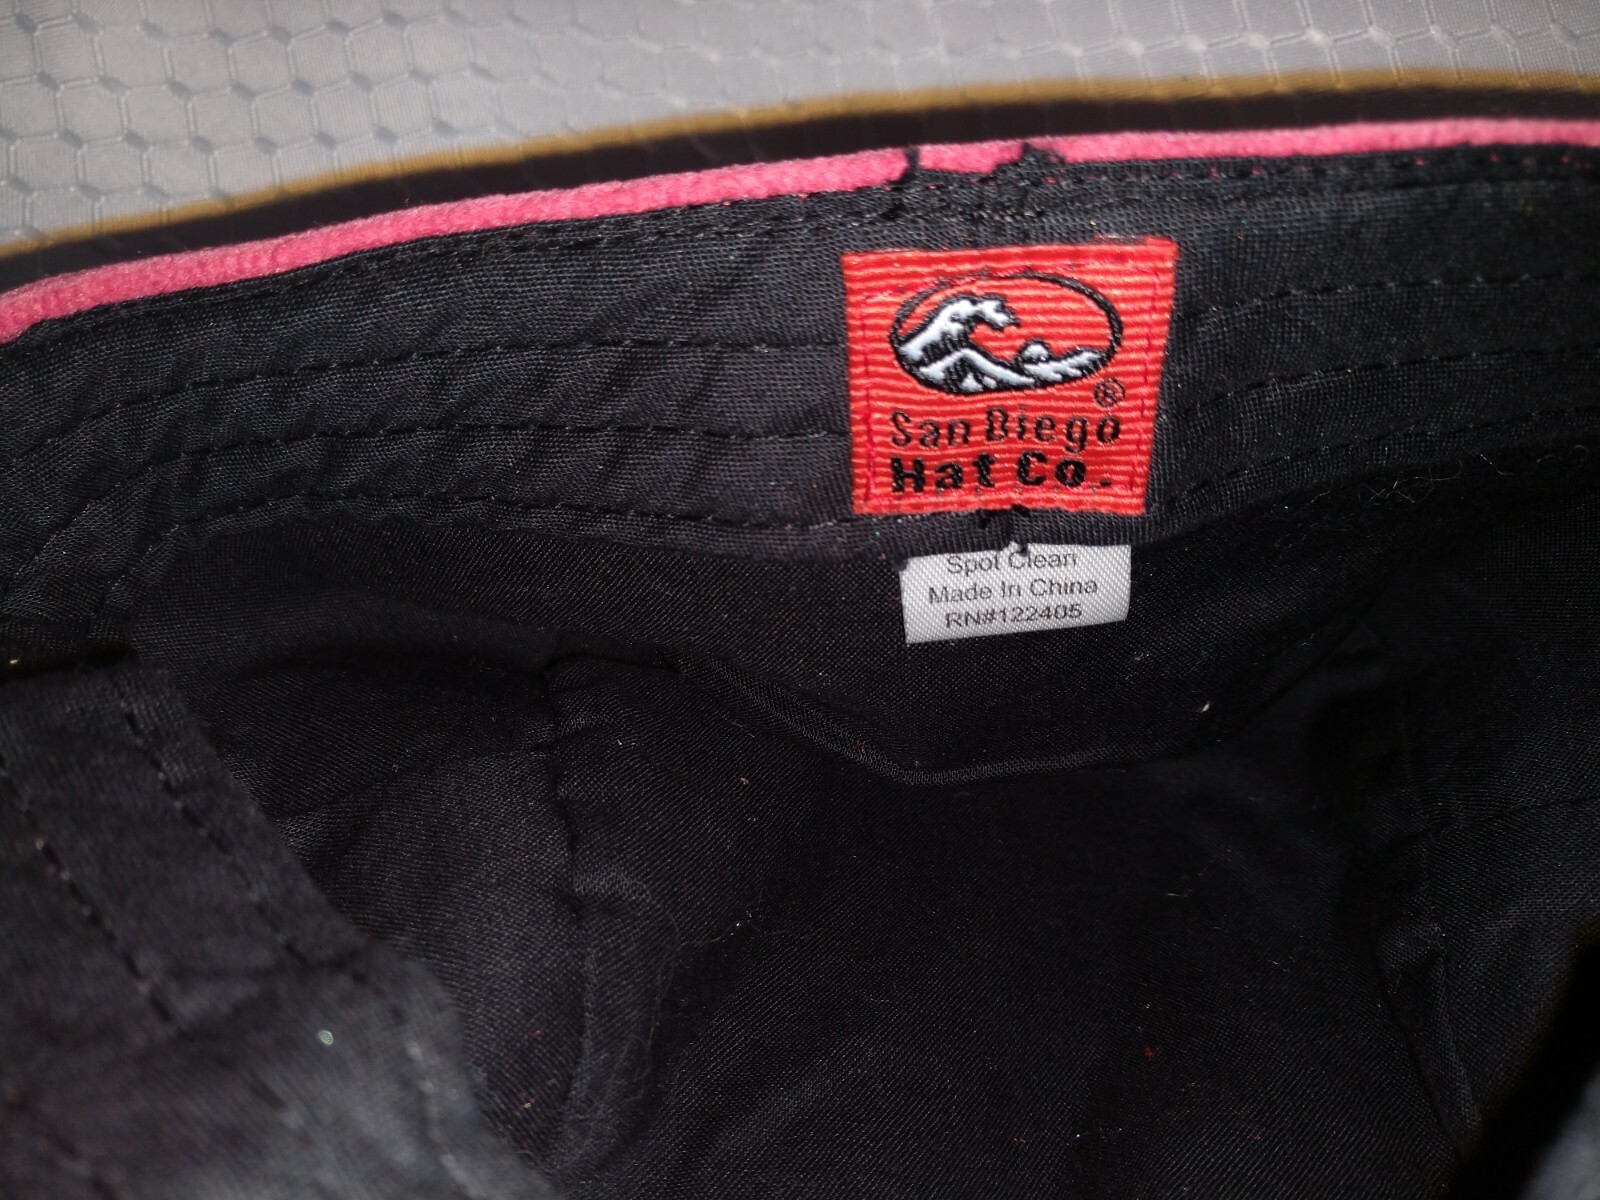 ®
San Diego
Hat Co.
Spot Clean
Made In China
RN#122405